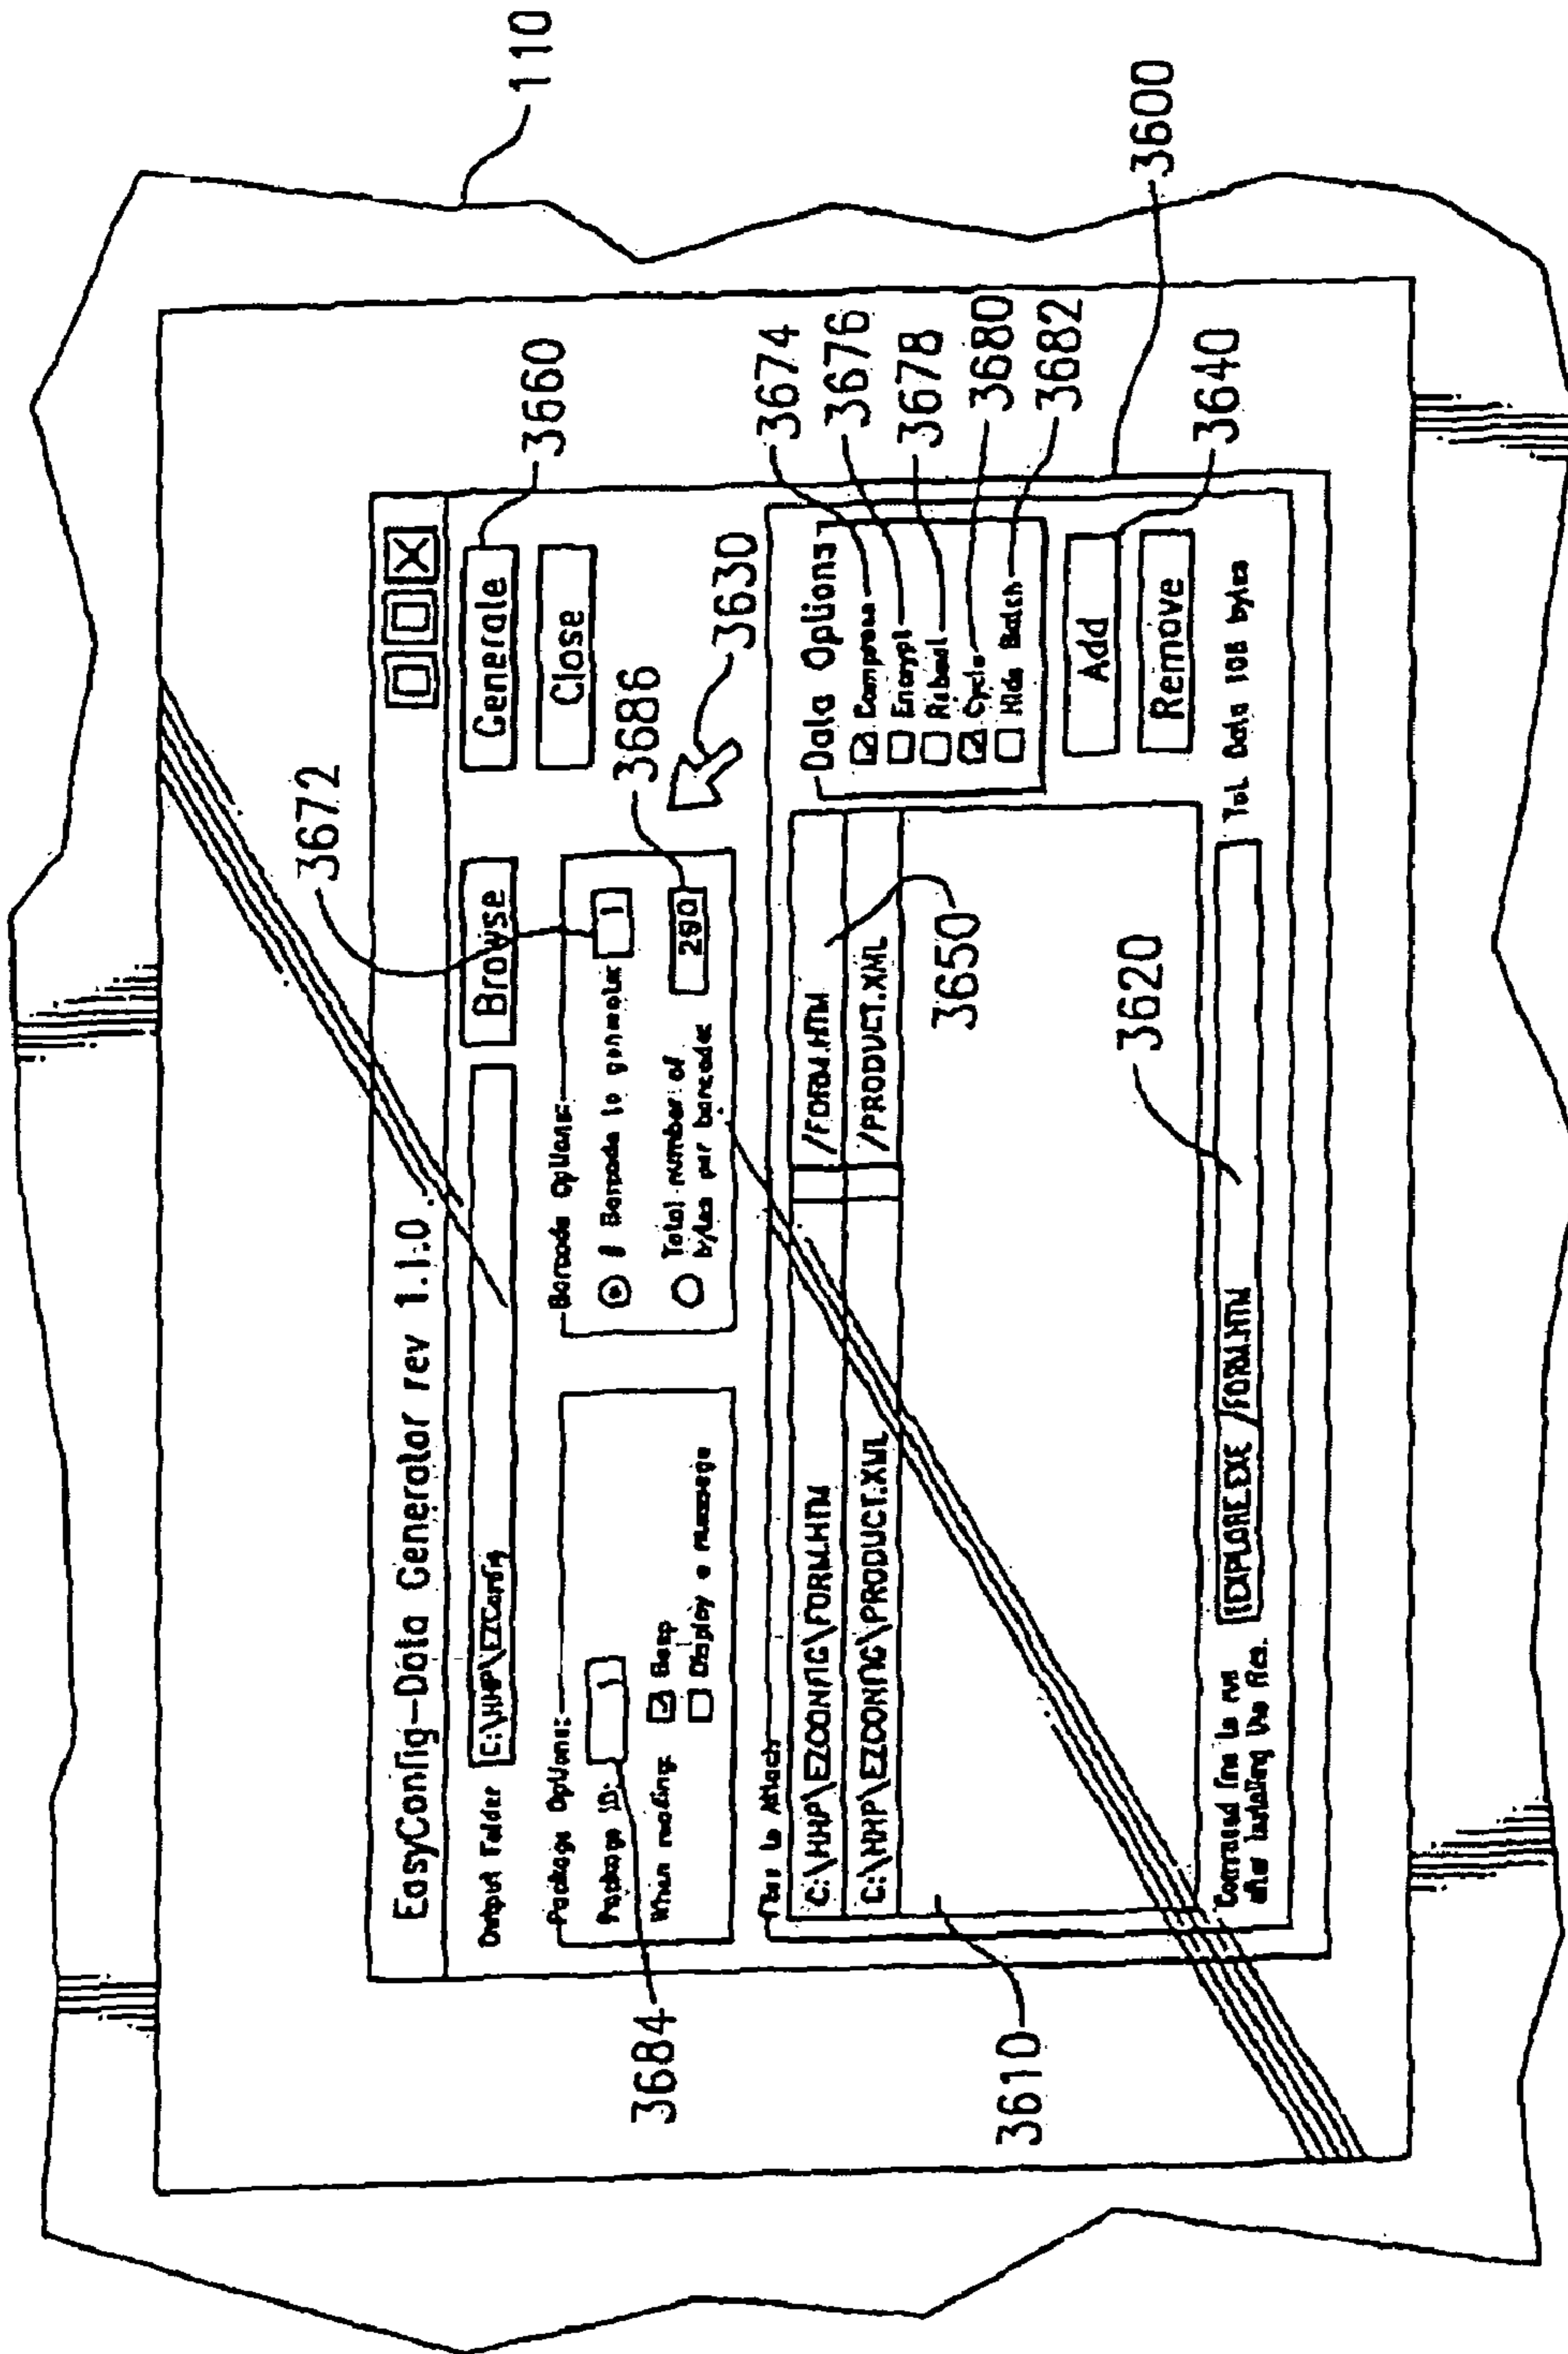 110
EasyConfig-Data Generator rev 1.1.0
3672
Output Folder C:\HHP\EZConfig
Browse
Generate
3660
Close
Package Options:
Package ID: 1
When reading: Beep
Display a message
3684
Barcode Options:
# Barcode to generate: 1
Total number of
bytes per barcode: 290
3686
3630
Files to Attach
C:\HHP\EZCONFIG\FORM.HTM /FORM.HTM
C:\HHP\EZCONFIG\PRODUCT.XML /PRODUCT.XML
3650
3610
Data Options
Compress 3674
Encrypt 3676
3678
Cycle 3680
Hide Batch 3682
Add 3640
Remove
3600
Command line to run
after installing the files.
IEXPLORE.EXE /FORM.HTM
3620
Tot. Data 108 bytes